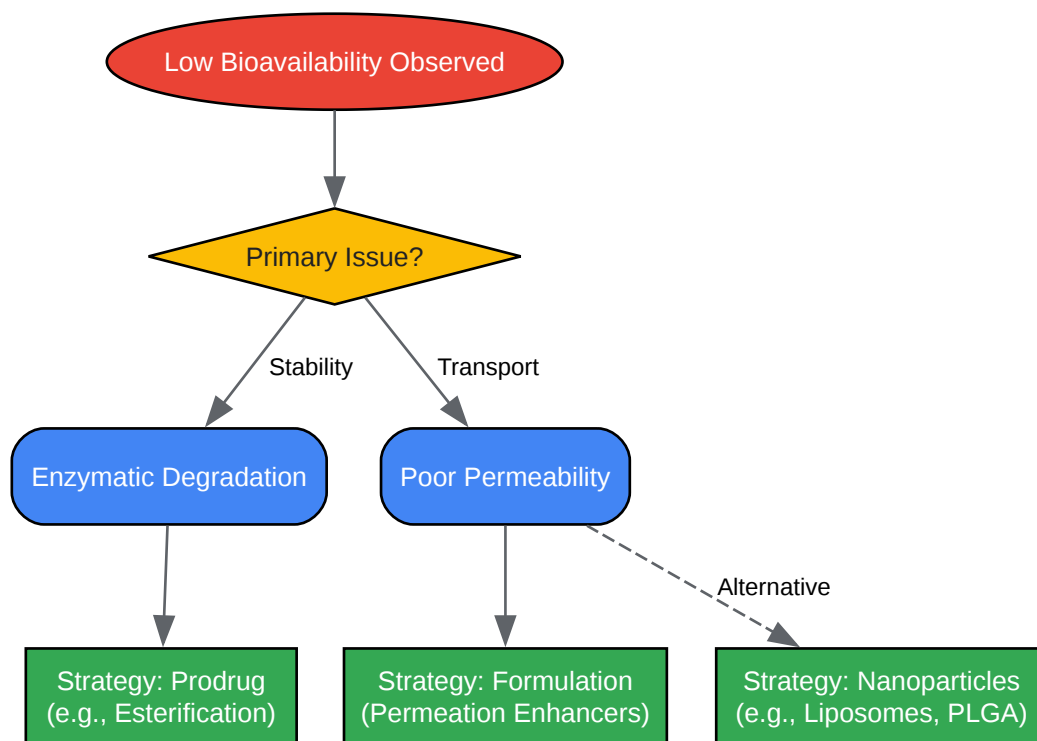 Low Bioavailability Observed
Primary Issue?
Stability
Transport
Enzymatic Degradation
Poor Permeability
Alternative
Strategy: Prodrug
(e.g., Esterification)
Strategy: Formulation
(Permeation Enhancers)
Strategy: Nanoparticles
(e.g., Liposomes, PLGA)